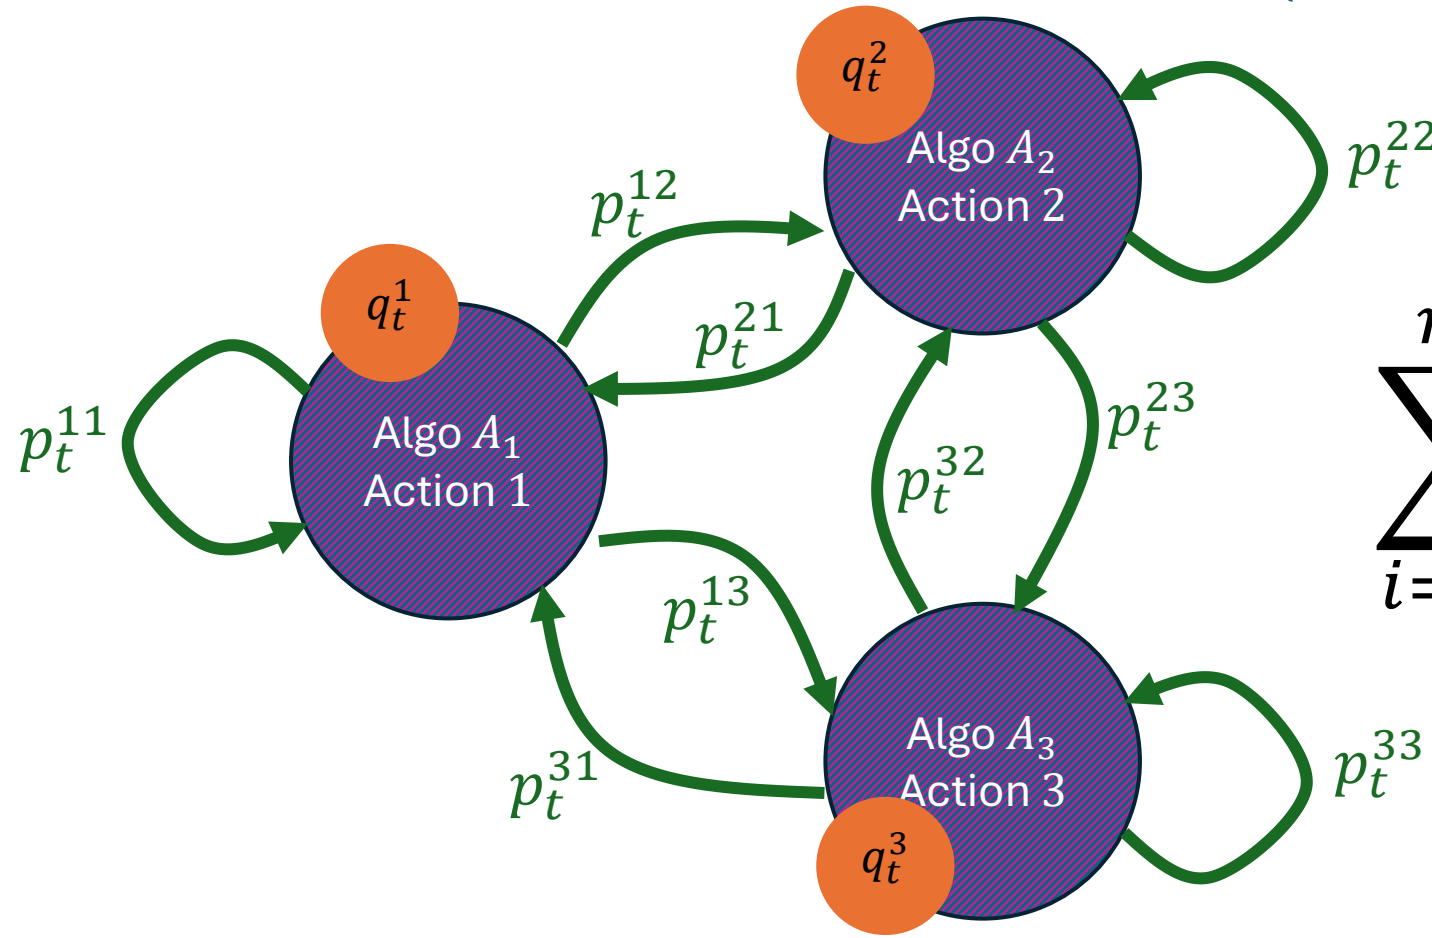 q_t^2
Algo A_2
Action 2
p_t^{22}
p_t^{12}
q_t^1
p_t^{21}
Algo A_1
Action 1
p_t^{11}
p_t^{23}
p_t^{32}
∑
i=
p_t^{13}
p_t^{31}
Algo A_3
Action 3
p_t^{33}
q_t^3